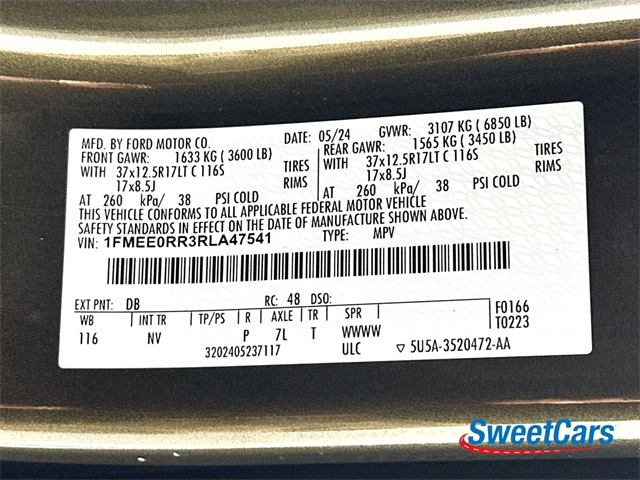 MFD. BY FORD MOTOR CO. DATE: 05/24 GVWR: 3107 KG ( 6850 LB)
FRONT GAWR: 1633 KG ( 3600 LB) REAR GAWR: 1565 KG ( 3450 LB)
WITH 37x12.5R17LT C 116S TIRES WITH 37x12.5R17LT C 116S TIRES
17x8.5J RIMS 17x8.5J RIMS
AT 260 kPa/ 38 PSI COLD AT 260 kPa/ 38 PSI COLD
THIS VEHICLE CONFORMS TO ALL APPLICABLE FEDERAL MOTOR VEHICLE
SAFETY STANDARDS IN EFFECT ON THE DATE OF MANUFACTURE SHOWN ABOVE.
VIN: 1FMEE0RR3RLA47541 TYPE: MPV
EXT PNT: DB RC: 48 DSO: F0166
WB INT TR TP/PS R AXLE TR SPR T0223
116 NV P 7L T WWWW
3202405237117 ULC ▽ 5U5A-3520472-AA
SweetCars